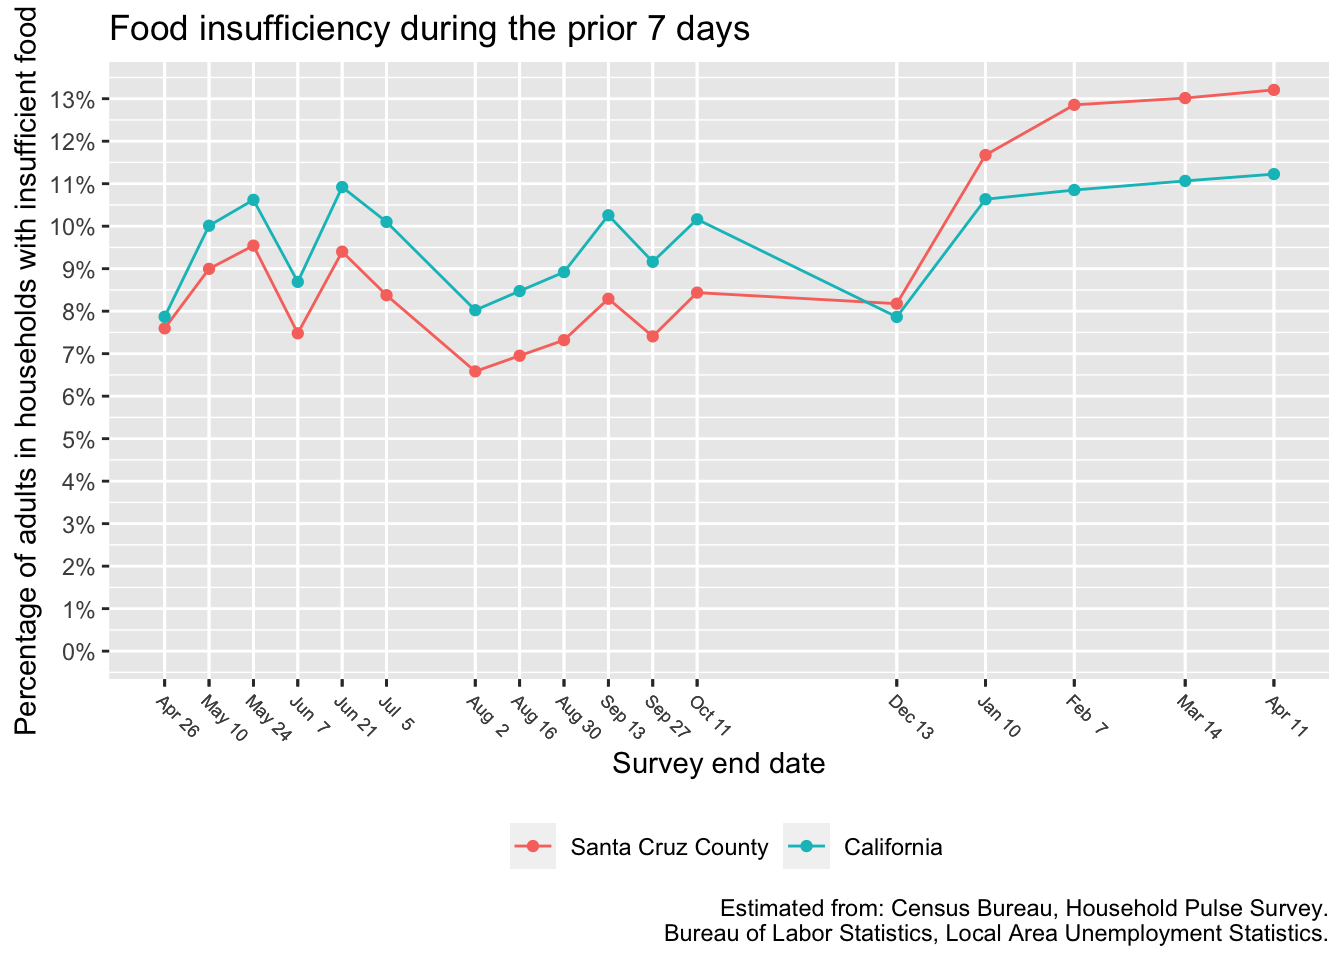 Food insufficiency during the prior 7 days
Percentage of adults in households with insufficient food
13%
12%
11%
10%
9%
8%
7%
6%
5%
4%
3%
2%
1%
0%
Apr 26
May 10
May 24
Jun 7
Jun 21
Jul 5
Aug 2
Aug 16
Aug 30
Sep 13
Sep 27
Oct 11
Dec 13
Jan 10
Feb 7
Mar 14
Apr 11
Survey end date
Santa Cruz County
California
Estimated from: Census Bureau, Household Pulse Survey.
Bureau of Labor Statistics, Local Area Unemployment Statistics.